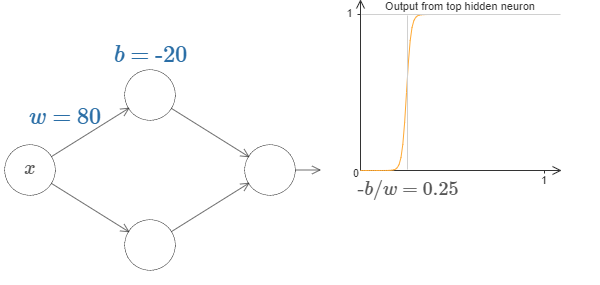 b = -20
w = 80
x
Output from top hidden neuron
1
0
1
-b/w = 0.25